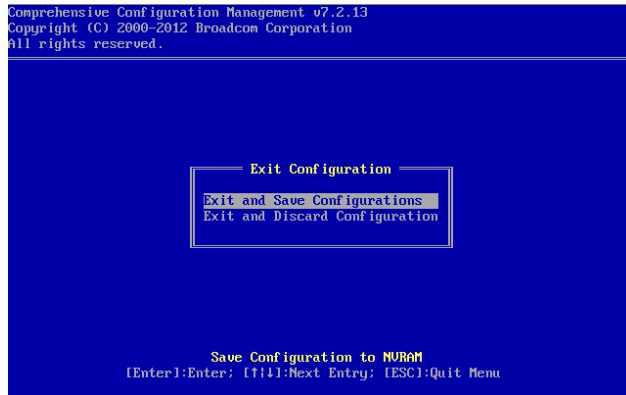 Comprehensive Configuration Management v7.2.13
Copyright (C) 2000-2012 Broadcom Corporation
All rights reserved.
Exit Configuration
Exit and Save Configurations
Exit and Discard Configuration
Save Configuration to NVRAM
[Enter]:Enter; [↑|↓]:Next Entry; [ESC]:Quit Menu